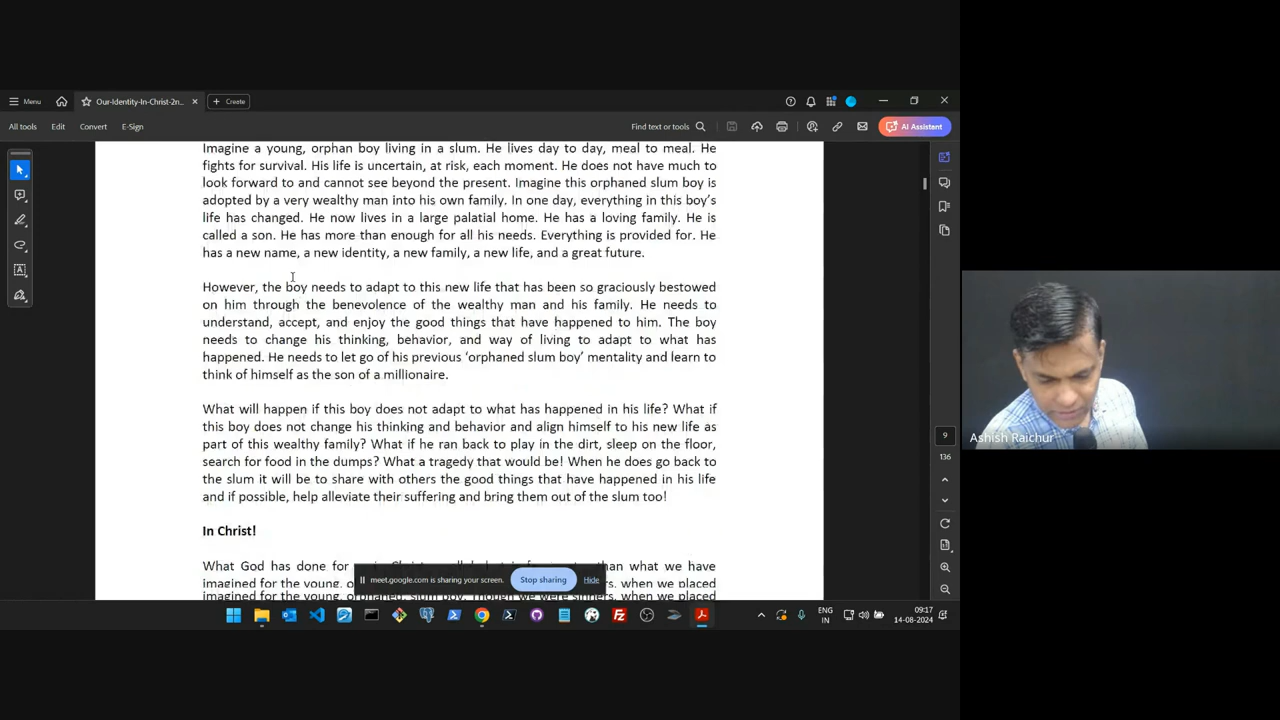 Menu
Our-Identity-In-Christ-2n...
Create
All tools
Edit
Convert
E-Sign
Find text or tools
AI Assistant
Imagine a young, orphan boy living in a slum. He lives day to day, meal to meal. He
fights for survival. His life is uncertain, at risk, each moment. He does not have much to
look forward to and cannot see beyond the present. Imagine this orphaned slum boy is
adopted by a very wealthy man into his own family. In one day, everything in this boy's
life has changed. He now lives in a large palatial home. He has a loving family. He is
called a son. He has more than enough for all his needs. Everything is provided for. He
has a new name, a new identity, a new family, a new life, and a great future.
However, the boy needs to adapt to this new life that has been so graciously bestowed
on him through the benevolence of the wealthy man and his family. He needs to
understand, accept, and enjoy the good things that have happened to him. The boy
needs to change his thinking, behavior, and way of living to adapt to what has
happened. He needs to let go of his previous 'orphaned slum boy' mentality and learn to
think of himself as the son of a millionaire.
What will happen if this boy does not adapt to what has happened in his life? What if
this boy does not change his thinking and behavior and align himself to his new life as
part of this wealthy family? What if he ran back to play in the dirt, sleep on the floor,
search for food in the dumps? What a tragedy that would be! When he does go back to
the slum it will be to share with others the good things that have happened in his life
and if possible, help alleviate their suffering and bring them out of the slum too!
In Christ!
What God has done for than what we have
imagined for the young, when we placed
imagined for the young, orphaned, slum boy. Though we were sinners, when we placed
meet.google.com is sharing your screen.
Stop sharing
Hide
9
136
ENG
IN
09:17
14-08-2024
Ashish Raichur